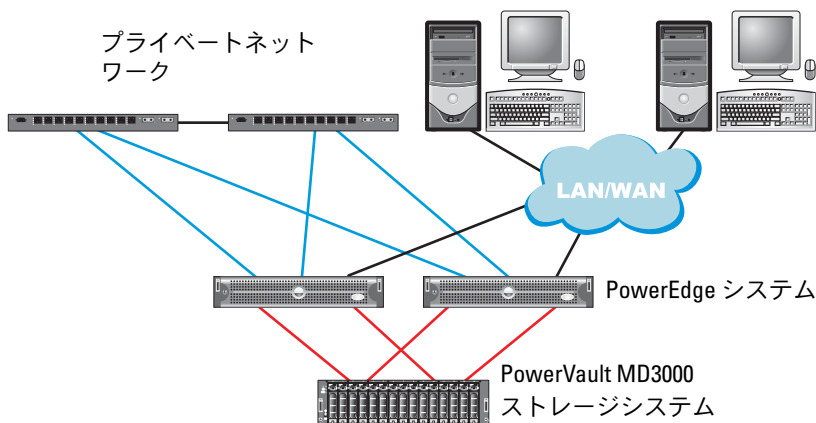 プライベートネット
ワーク
LAN/WAN
PowerEdge システム
PowerVault MD3000
ストレージシステム